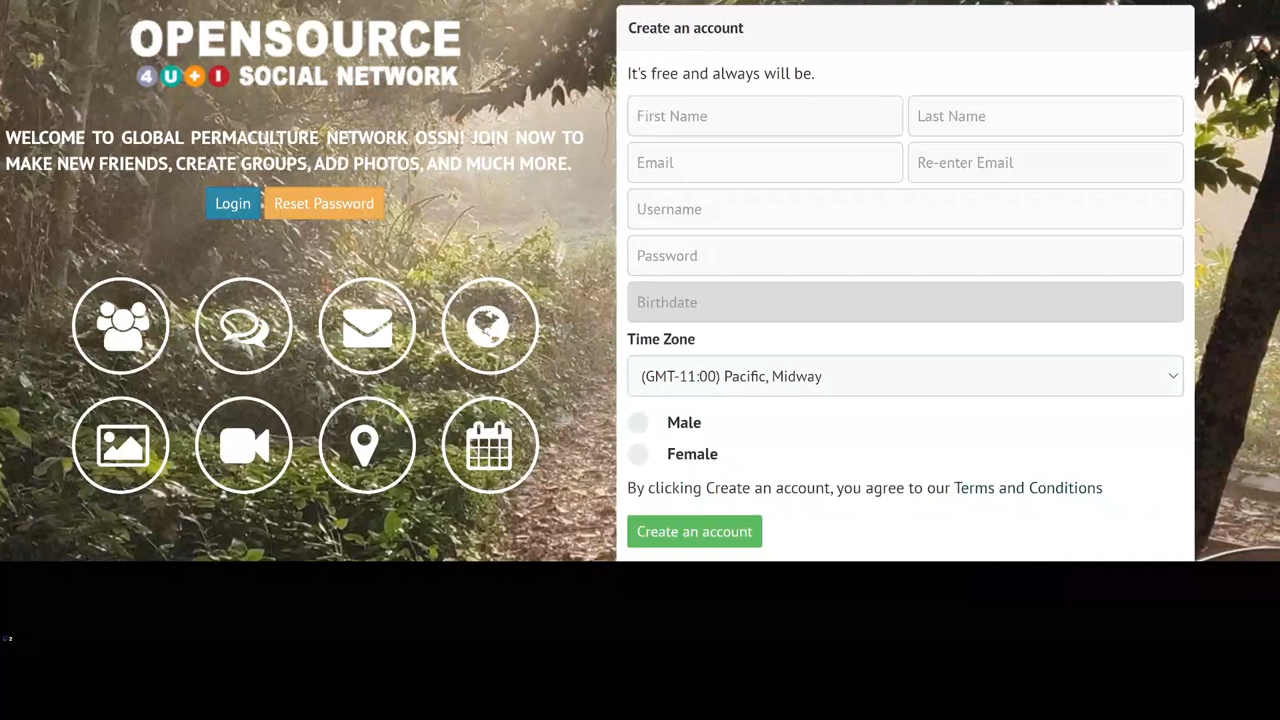 OPENSOURCE
4 U + I SOCIAL NETWORK
WELCOME TO GLOBAL PERMACULTURE NETWORK OSSN! JOIN NOW TO
MAKE NEW FRIENDS, CREATE GROUPS, ADD PHOTOS, AND MUCH MORE.
Login
Reset Password
Create an account
It's free and always will be.
First Name
Last Name
Email
Re-enter Email
Username
Password
Birthdate
Time Zone
(GMT-11:00) Pacific, Midway
Male
Female
By clicking Create an account, you agree to our Terms and Conditions
Create an account